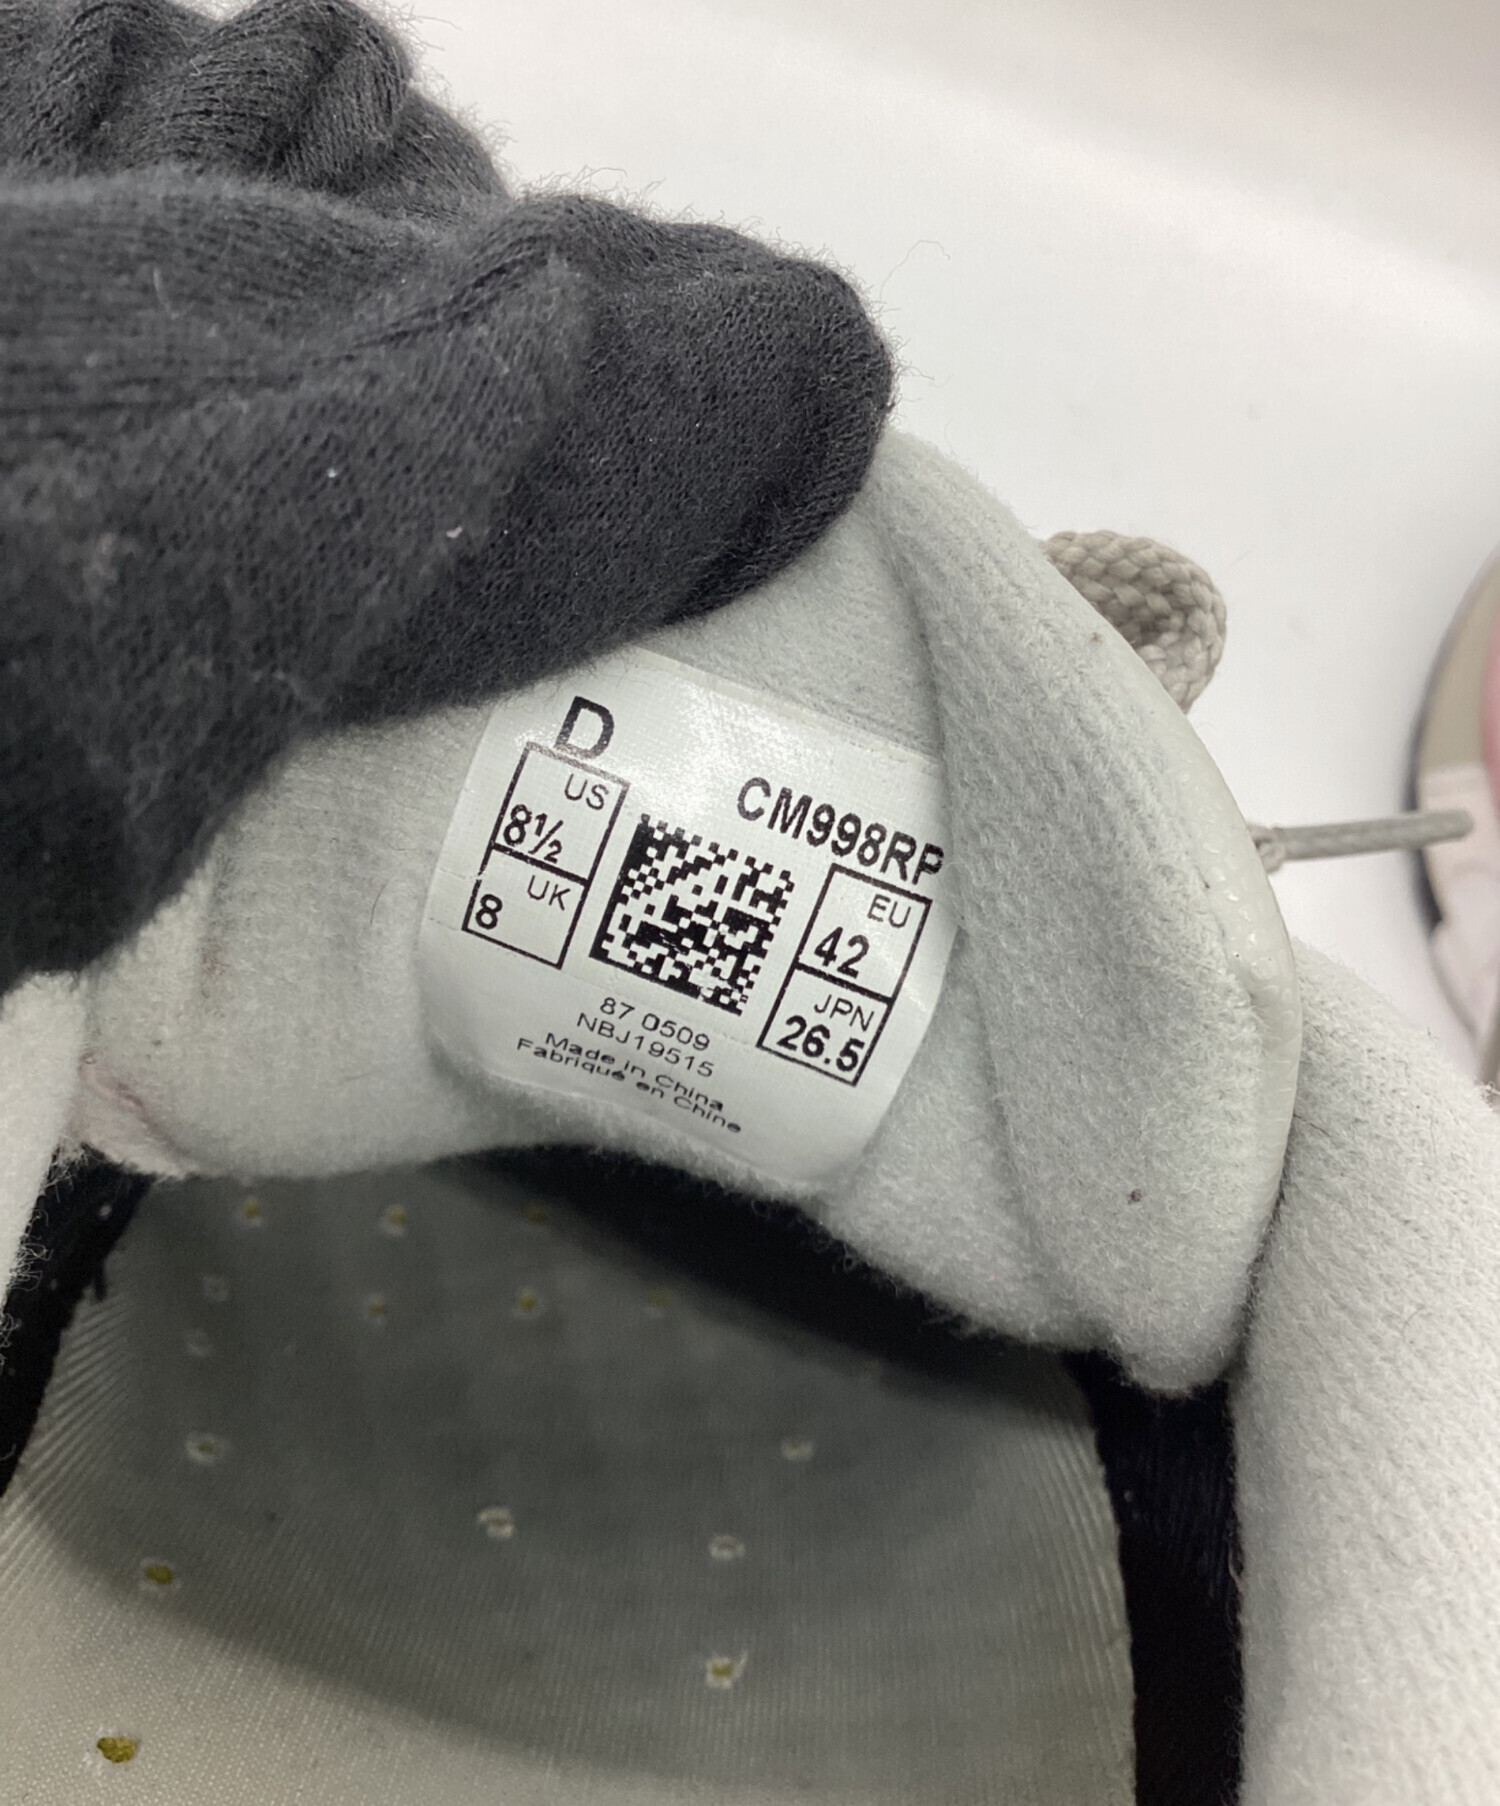 D
CM998RP
US
8½
UK
8
EU
42
JPN
26.5
87 0509
NBJ19515
Made in China
Fabriqué en Chine